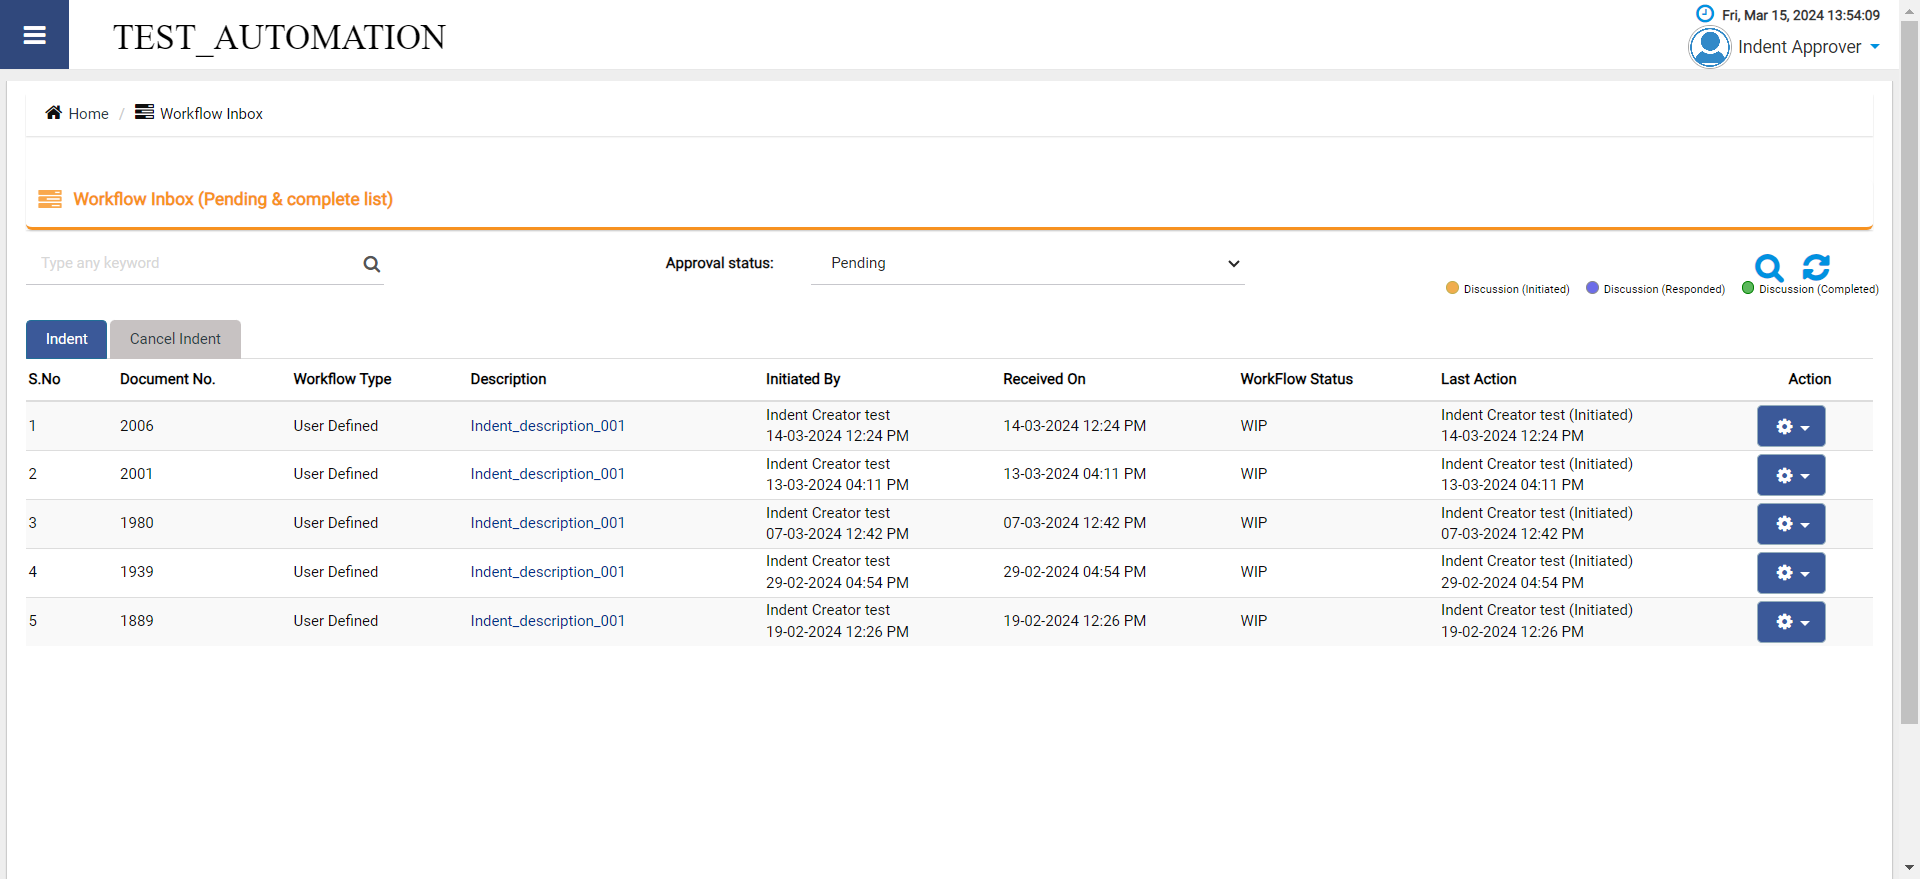 TEST_AUTOMATION
Fri, Mar 15, 2024 13:54:09
Indent Approver
Home / Workflow Inbox
Workflow Inbox (Pending & complete list)
Type any keyword
Approval status: Pending
Discussion (Initiated) Discussion (Responded) Discussion (Completed)
Indent Cancel Indent
S.No Document No. Workflow Type Description Initiated By Received On WorkFlow Status Last Action Action
1 2006 User Defined Indent_description_001 Indent Creator test 14-03-2024 12:24 PM 14-03-2024 12:24 PM WIP Indent Creator test (Initiated) 14-03-2024 12:24 PM
2 2001 User Defined Indent_description_001 Indent Creator test 13-03-2024 04:11 PM 13-03-2024 04:11 PM WIP Indent Creator test (Initiated) 13-03-2024 04:11 PM
3 1980 User Defined Indent_description_001 Indent Creator test 07-03-2024 12:42 PM 07-03-2024 12:42 PM WIP Indent Creator test (Initiated) 07-03-2024 12:42 PM
4 1939 User Defined Indent_description_001 Indent Creator test 29-02-2024 04:54 PM 29-02-2024 04:54 PM WIP Indent Creator test (Initiated) 29-02-2024 04:54 PM
5 1889 User Defined Indent_description_001 Indent Creator test 19-02-2024 12:26 PM 19-02-2024 12:26 PM WIP Indent Creator test (Initiated) 19-02-2024 12:26 PM